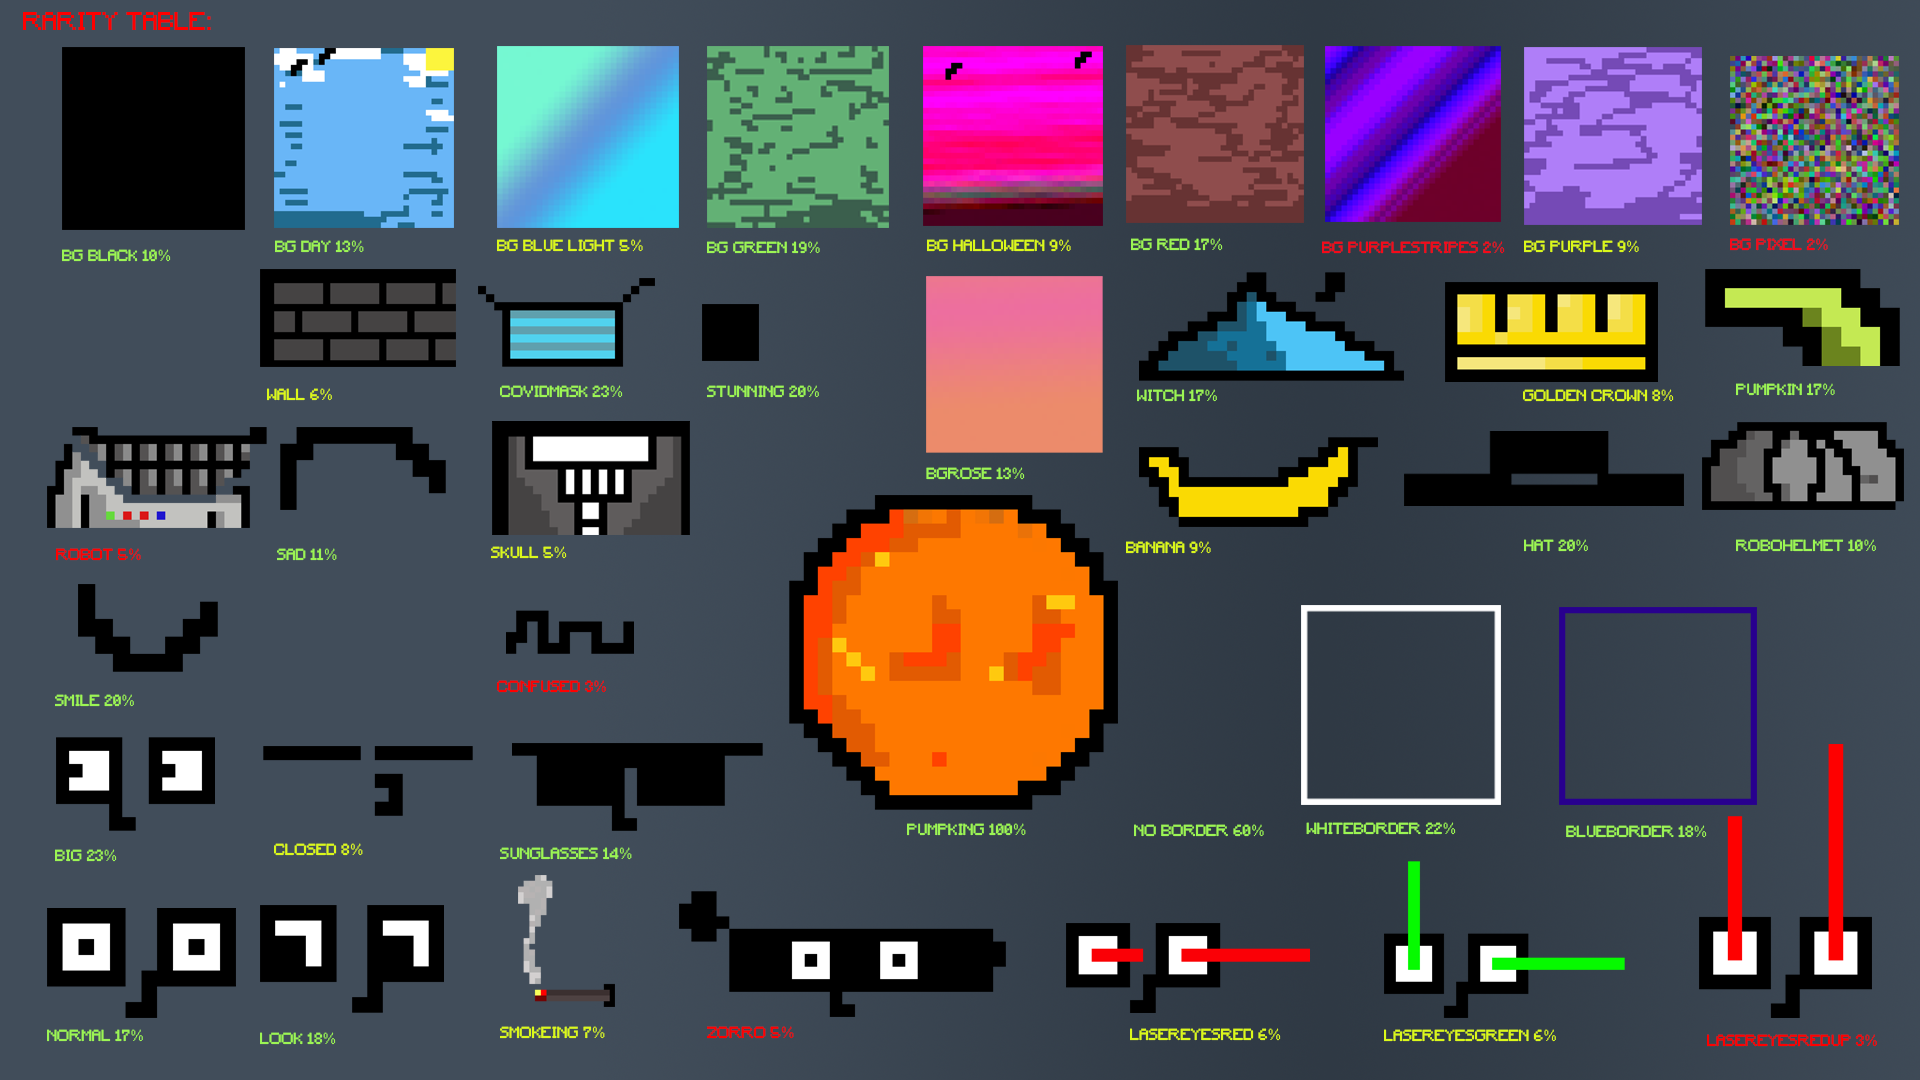 RARITY TABLE:
BG BLACK 10%
BG DAY 13%
BG BLUE LIGHT 5%
BG GREEN 19%
BG HALLOWEEN 9%
BG RED 17%
BG PURPLESTRIPES 2%
BG PURPLE 9%
BG PIXEL 2%
WALL 6%
COVIDMASK 23%
STUNNING 20%
BGROSE 13%
WITCH 17%
GOLDEN CROWN 8%
PUMPKIN 17%
ROBOT 5%
SAD 11%
SKULL 5%
BANANA 9%
HAT 20%
ROBOHELMET 10%
SMILE 20%
CONFUSED 3%
BIG 23%
CLOSED 8%
SUNGLASSES 14%
PUMPKING 100%
NO BORDER 60%
WHITEBORDER 22%
BLUEBORDER 18%
NORMAL 17%
LOOK 18%
SMOKEING 7%
ZORRO 5%
LASEREYESRED 6%
LASEREYESGREEN 6%
LASEREYESREDUP 3%